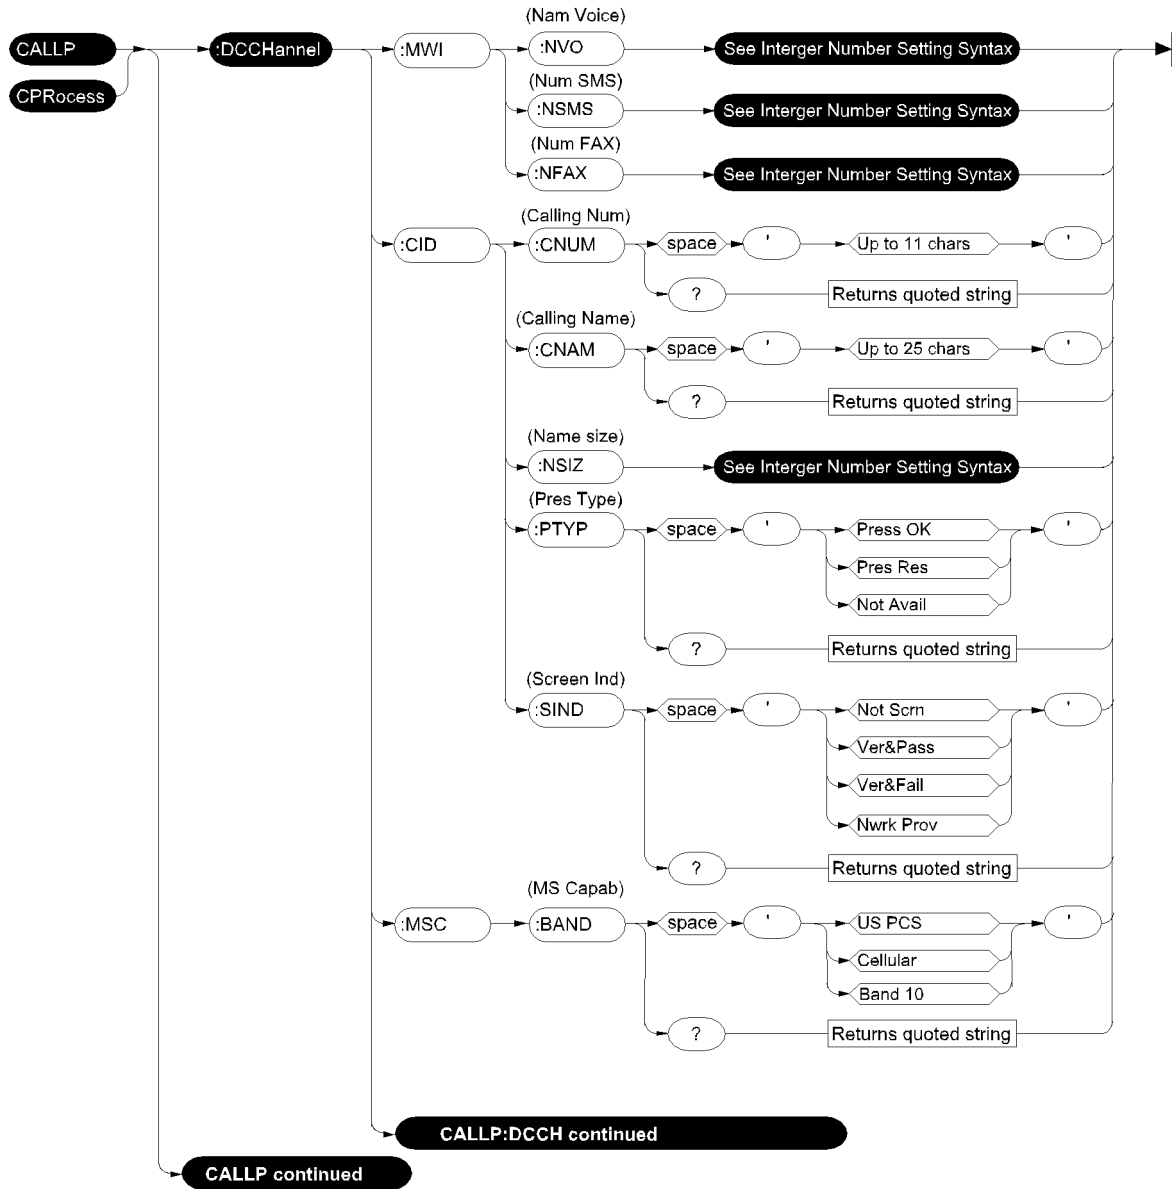 (Nam Voice)
CALLP :DCCHannel :MWI :NVO See Interger Number Setting Syntax
CPRocess
(Num SMS)
:NSMS See Interger Number Setting Syntax
(Num FAX)
:NFAX See Interger Number Setting Syntax
(Calling Num)
:CID :CNUM space ' Up to 11 chars '
? Returns quoted string
(Calling Name)
:CNAM space ' Up to 25 chars '
? Returns quoted string
(Name size)
:NSIZ See Interger Number Setting Syntax
(Pres Type)
:PTYP space ' Press OK '
Pres Res
Not Avail
? Returns quoted string
(Screen Ind)
:SIND space ' Not Scrn '
Ver&Pass
Ver&Fail
Nwrk Prov
? Returns quoted string
(MS Capab)
:MSC :BAND space ' US PCS '
Cellular
Band 10
? Returns quoted string
CALLP:DCCH continued
CALLP continued